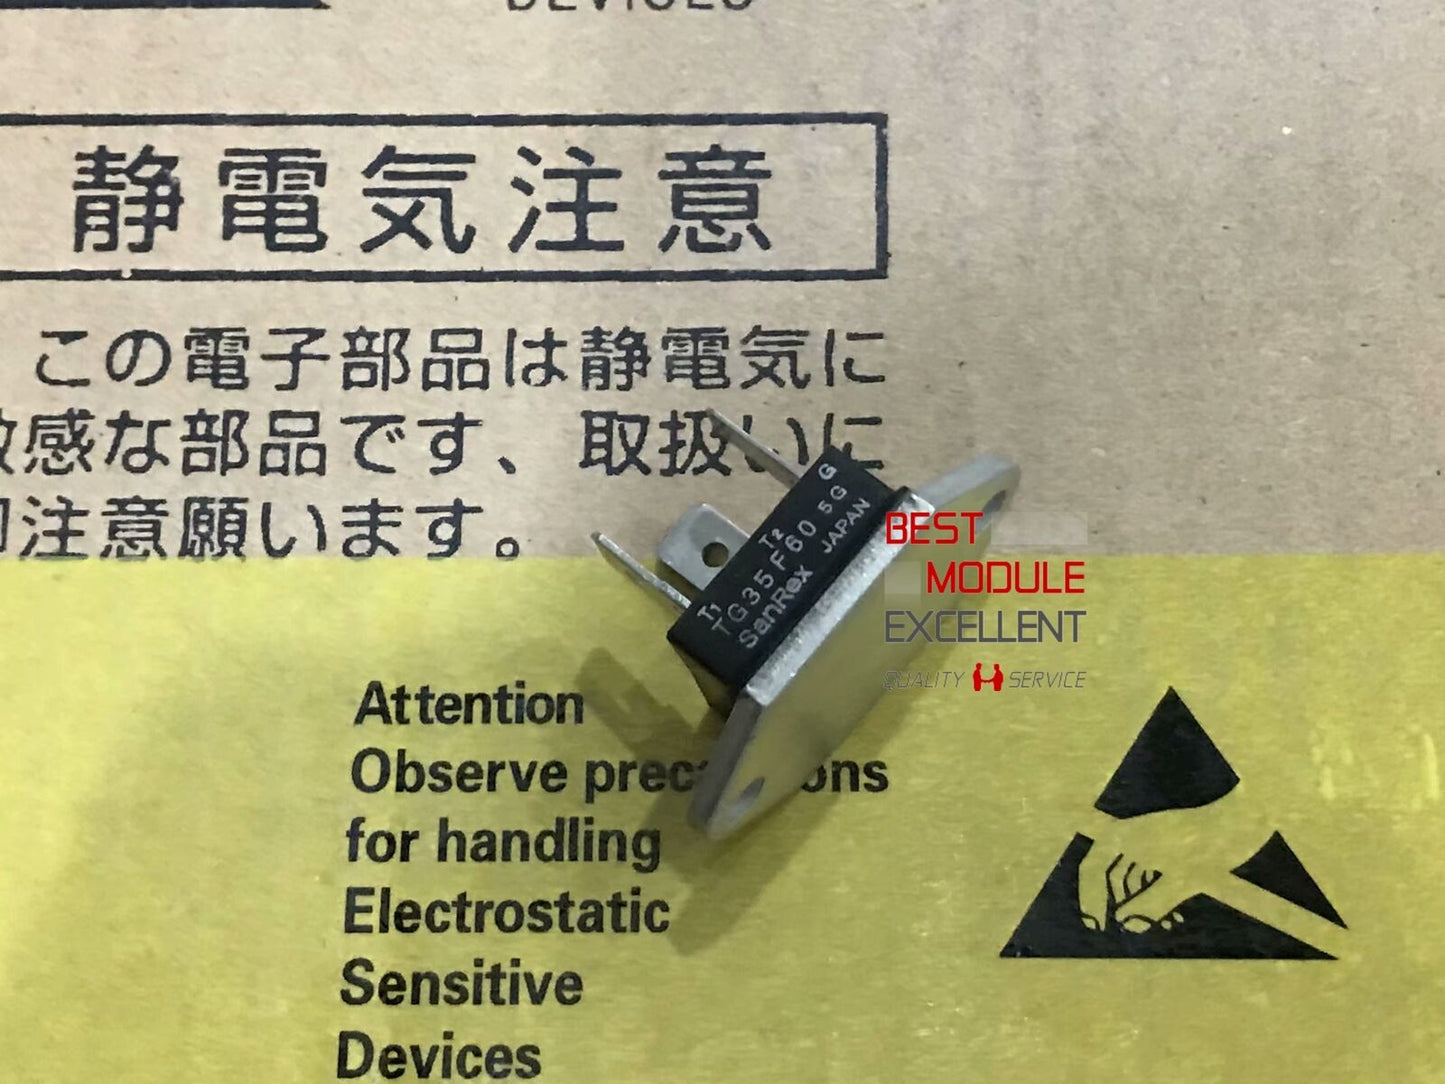 DEVICES
静電気注意
この電子部品は静電気に
感な部品です、取扱いに
注意願います。
T1 T2 G
TG35F60 5G
SanRex JAPAN
BEST
MODULE
EXCELLENT
QUALITY SERVICE
Attention
Observe
for handling
Electrostatic
Sensitive
Devices